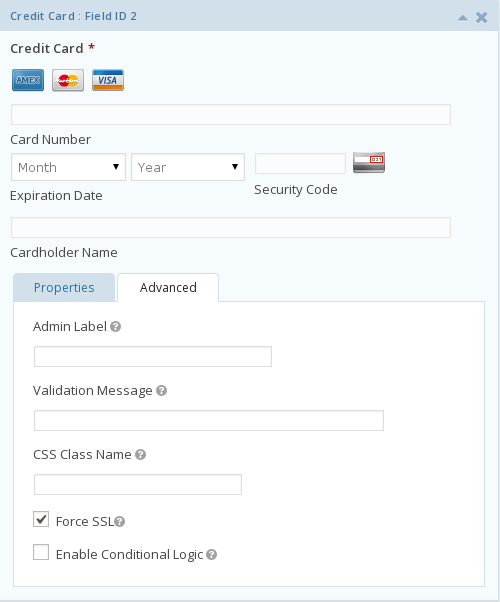 Credit Card : Field ID 2
Credit Card *
AMEX MasterCard VISA
Card Number
Month Year
Expiration Date
Security Code
Cardholder Name
Properties Advanced
Admin Label ?
Validation Message ?
CSS Class Name ?
Force SSL ?
Enable Conditional Logic ?